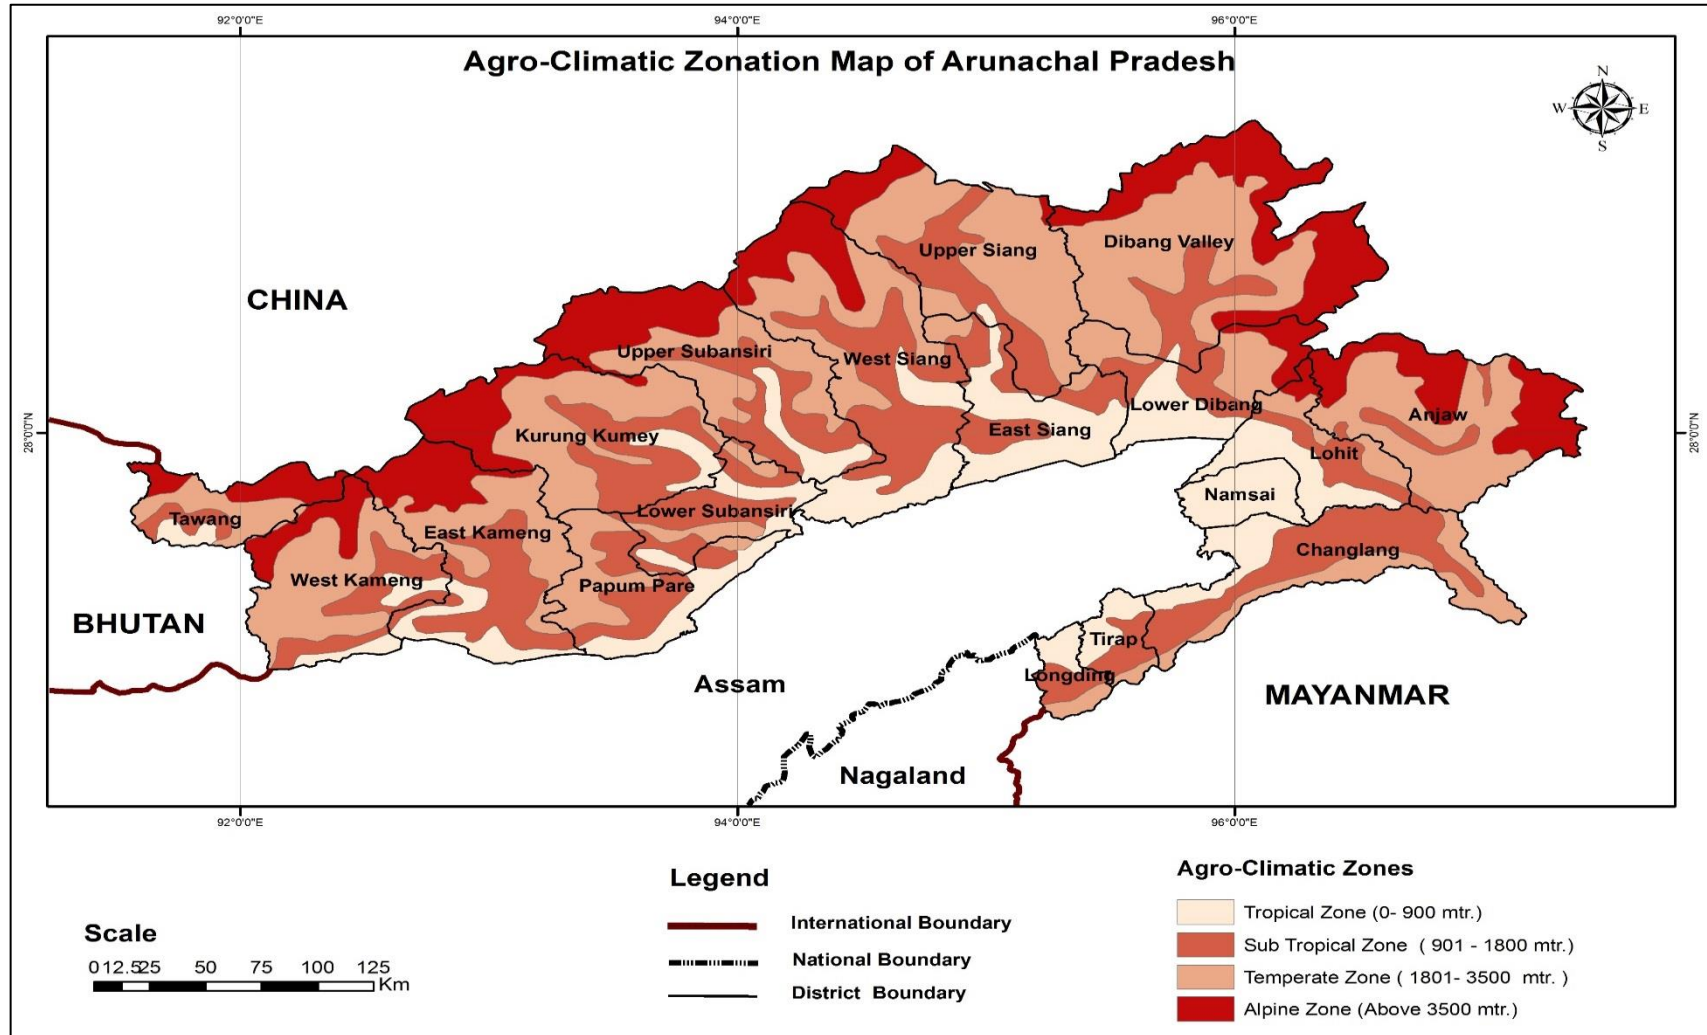 92°0'0"E 94°0'0"E 96°0'0"E
Agro-Climatic Zonation Map of Arunachal Pradesh
N
W E
S
Upper Siang
Dibang Valley
CHINA
Upper Subansiri
West Siang
Lower Dibang
Anjaw
28°0'0"N
28°0'0"N
Kurung Kumey
East Siang
Lohit
Namsai
Tawang
Lower Subansiri
East Kameng
Changlang
West Kameng
Papum Pare
BHUTAN
Tirap
Longding
Assam
MAYANMAR
Nagaland
92°0'0"E 94°0'0"E 96°0'0"E
Scale
0 12.525 50 75 100 125
Km
Legend
International Boundary
National Boundary
District Boundary
Agro-Climatic Zones
Tropical Zone (0- 900 mtr.)
Sub Tropical Zone ( 901 - 1800 mtr.)
Temperate Zone ( 1801- 3500 mtr. )
Alpine Zone (Above 3500 mtr.)